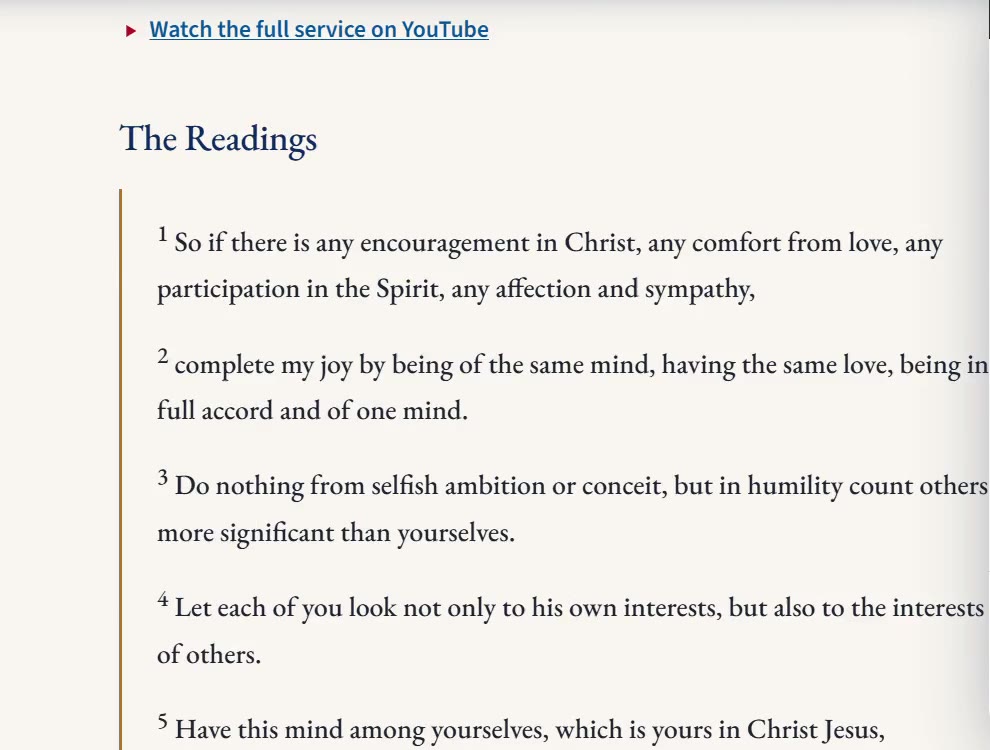 Watch the full service on YouTube
The Readings
1 So if there is any encouragement in Christ, any comfort from love, any
participation in the Spirit, any affection and sympathy,
2 complete my joy by being of the same mind, having the same love, being in
full accord and of one mind.
3 Do nothing from selfish ambition or conceit, but in humility count others
more significant than yourselves.
4 Let each of you look not only to his own interests, but also to the interests
of others.
5 Have this mind among yourselves, which is yours in Christ Jesus,